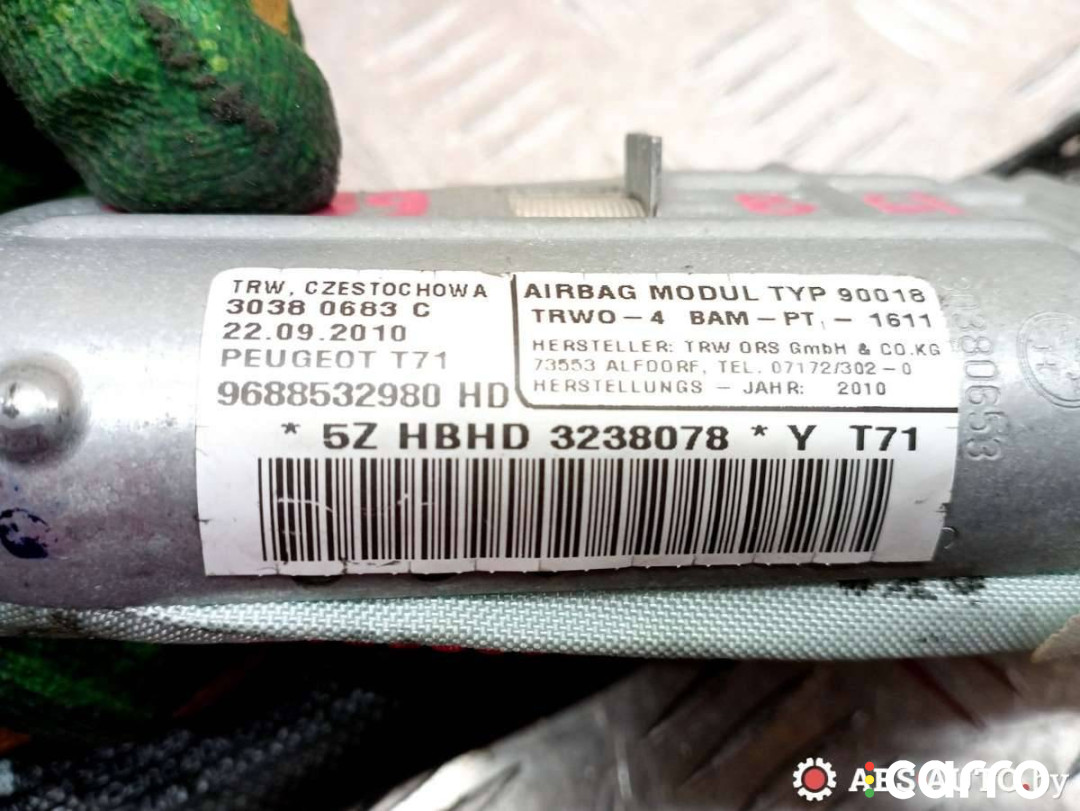 TRW, CZESTOCHOWA
3038 0683 C
22.09.2010
PEUGEOT T71
9688532980 HD
AIRBAG MODUL TYP 90018
TRWO-4 BAM-PT1-1611
HERSTELLER: TRW ORS GmbH & CO.KG
73553 ALFDORF, TEL. 07172/302-0
HERSTELLUNGS - JAHR: 2010
* 5Z HBHD 3238078 * Y T71
carro